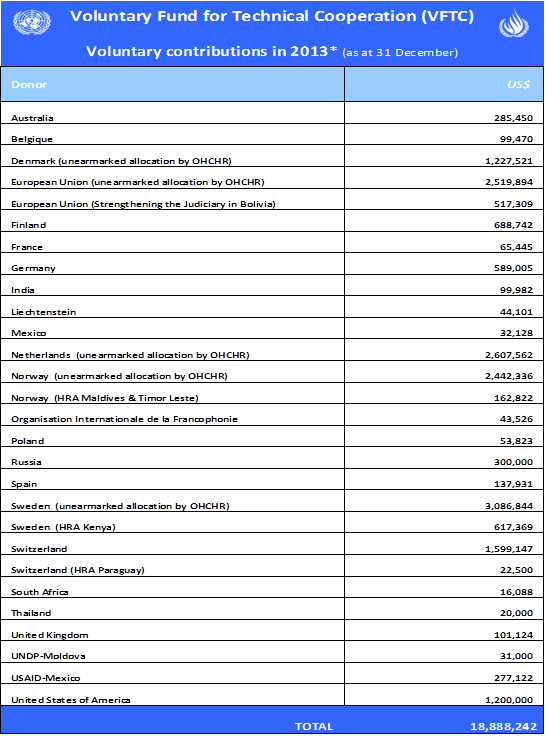 Voluntary Fund for Technical Cooperation (VFTC)
Voluntary contributions in 2013* (as at 31 December)
Donor US$
Australia 285,450
Belgique 99,470
Denmark (unearmarked allocation by OHCHR) 1,227,521
European Union (unearmarked allocation by OHCHR) 2,519,894
European Union (Strengthening the Judiciary in Bolivia) 517,309
Finland 688,742
France 65,445
Germany 589,005
India 99,982
Liechtenstein 44,101
Mexico 32,128
Netherlands (unearmarked allocation by OHCHR) 2,607,562
Norway (unearmarked allocation by OHCHR) 2,442,336
Norway (HRA Maldives & Timor Leste) 162,822
Organisation Internationale de la Francophonie 43,526
Poland 53,823
Russia 300,000
Spain 137,931
Sweden (unearmarked allocation by OHCHR) 3,086,844
Sweden (HRA Kenya) 617,369
Switzerland 1,599,147
Switzerland (HRA Paraguay) 22,500
South Africa 16,088
Thailand 20,000
United Kingdom 101,124
UNDP-Moldova 31,000
USAID-Mexico 277,122
United States of America 1,200,000
TOTAL 18,888,242